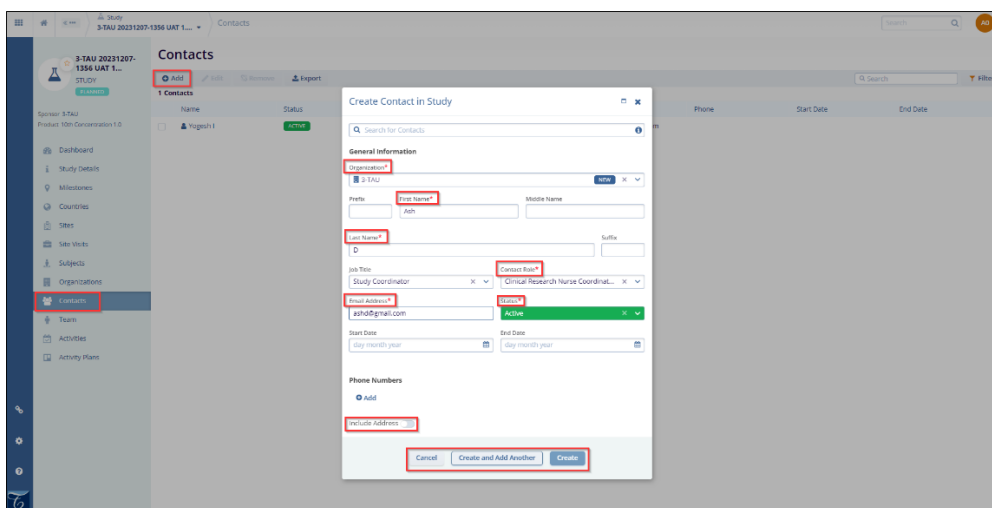 Study
3-TAU 20231207-1356 UAT 1....
Contacts
Search
AD
3-TAU 20231207-
1356 UAT 1...
STUDY
PLANNED
Sponsor 3-TAU
Product 10th Concentration 1.0
Dashboard
Study Details
Milestones
Countries
Sites
Site Visits
Subjects
Organizations
Contacts
Team
Activities
Activity Plans
Contacts
Add
Edit
Remove
Export
Search
Filter
1 Contacts
Name
Status
Phone
Start Date
End Date
Yogesh I
ACTIVE
m
Create Contact in Study
Search for Contacts
General Information
Organization*
3-TAU
NEW
Prefix
First Name*
Middle Name
Ash
Last Name*
Suffix
D
Job Title
Contact Role*
Study Coordinator
Clinical Research Nurse Coordinat...
Email Address*
Status*
ashd@gmail.com
Active
Start Date
End Date
day month year
day month year
Phone Numbers
Add
Include Address
Cancel
Create and Add Another
Create